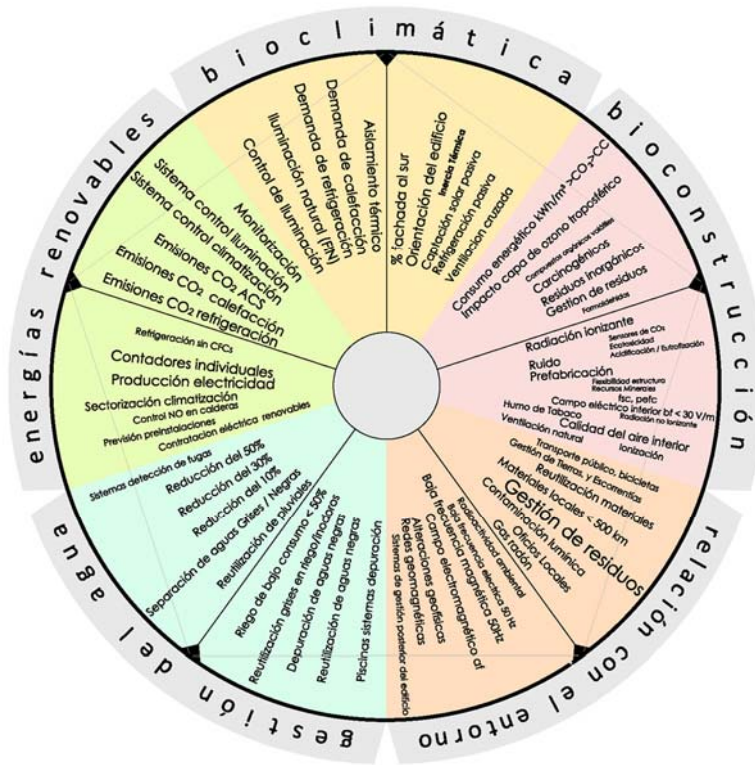 bioclimática
Control de Iluminación
Iluminación natural (FIN)
Demanda de refrigeración
Demanda de calefacción
Aislamiento térmico
% fachada al sur
Orientación del edificio
Inercia Térmica
Captación solar pasiva
Refrigeración pasiva
Ventilacion cruzada
bioconstrucción
Consumo energético kWh/m² >CO₂>CC
Impacto capa de ozono troposférico
Compuestos orgánicos volátiles
Carcinogénicos
Residuos Inorgánicos
Gestion de residuos
Formaldehidos
Radiación ionizante
Sensores de CO₂
Ecotoxicidad
Acidificación / Eutrofización
Ruido
Prefabricación
Flexibilidad estructura
Recursos Minerales
fsc, pefc
Campo eléctrico interior bf < 30 V/m
Radiación no Ionizante
Humo de Tabaco
Calidad del aire interior
Ventilación natural
Ionización
relación con el entorno
Transporte público, bicicletas
Gestión de Tierras, y Escorrentías
Reutilización materiales
Materiales locales < 500 km
Gestión de residuos
Contaminación lumínica
Oficios Locales
Gas radón
Radioactividad ambiental
Baja frecuencia eléctrica 50 Hz
Baja frecuencia magnético 50Hz
Campo electromagnético af
Alteraciones geofísicas
Redes geomagnéticas
Sistemas de gestión posterior del edificio
gestión del agua
Piscinas sistemas depuración
Reutilización de aguas negras
Depuración de aguas negras
Reutilización grises en riego/inodoros
Riego de bajo consumo < 50%
Reutilización de pluviales
Separación de aguas Grises / Negras
Reducción del 10%
Reducción del 30%
Reducción del 50%
Sistemas detección de fugas
energías renovables
Contratacion eléctrica renovables
Previsión preinstalaciones
Control NO en calderas
Sectorización climatización
Producción electricidad
Contadores individuales
Refrigeración sin CFCs
Emisiones CO₂ refrigeración
Emisiones CO₂ calefacción
Emisiones CO₂ ACS
Sistema control climatización
Sistema control Iluminación
Monitorización